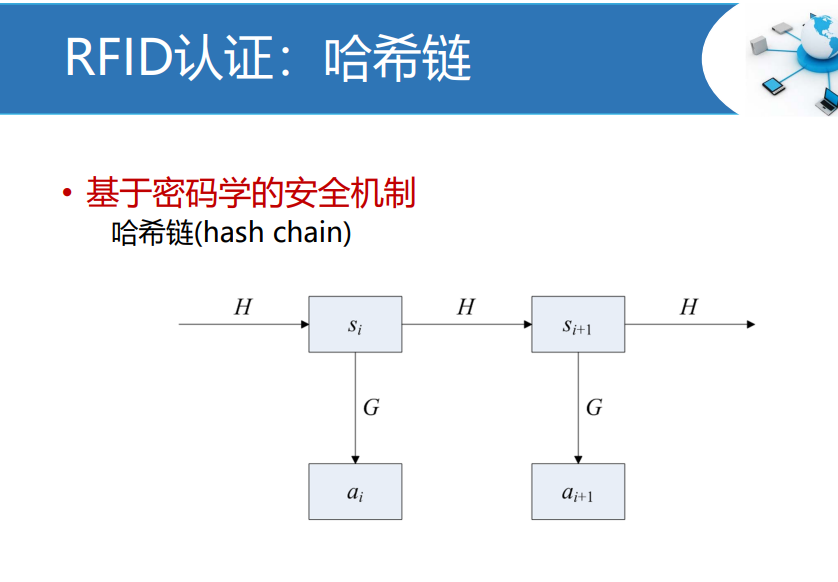 RFID认证：哈希链
• 基于密码学的安全机制
哈希链(hash chain)
H H H
s_i s_{i+1}
G G
a_i a_{i+1}